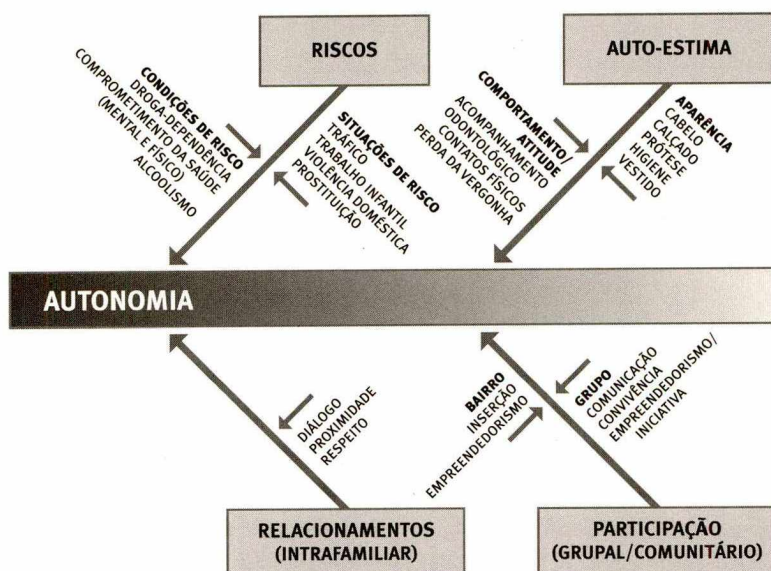 RISCOS
AUTO-ESTIMA
CONDIÇÕES DE RISCO
DROGA-DEPENDÊNCIA
COMPROMETIMENTO DA SAÚDE
(MENTAL E FÍSICO)
ALCOOLISMO
SITUAÇÕES DE RISCO
TRÁFICO
TRABALHO INFANTIL
VIOLÊNCIA DOMÉSTICA
PROSTITUIÇÃO
COMPORTAMENTO/
ATITUDE
ACOMPANHAMENTO
ODONTOLÓGICO
CONTATOS FÍSICOS
PERDA DA VERGONHA
APARÊNCIA
CABELO
CALÇADO
PRÓTESE
HIGIENE
VESTIDO
AUTONOMIA
DIÁLOGO
PROXIMIDADE
RESPEITO
BAIRRO
INSERÇÃO
EMPREENDEDORISMO
GRUPO
COMUNICAÇÃO
CONVIVÊNCIA
EMPREENDEDORISMO/
INICIATIVA
RELACIONAMENTOS
(INTRAFAMILIAR)
PARTICIPAÇÃO
(GRUPAL/COMUNITÁRIO)